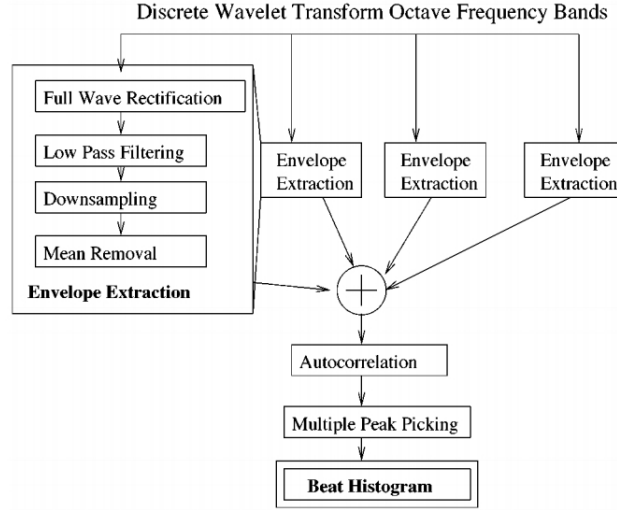 Discrete Wavelet Transform Octave Frequency Bands
Full Wave Rectification
Low Pass Filtering
Downsampling
Mean Removal
Envelope Extraction
Envelope
Extraction
Envelope
Extraction
Envelope
Extraction
Autocorrelation
Multiple Peak Picking
Beat Histogram